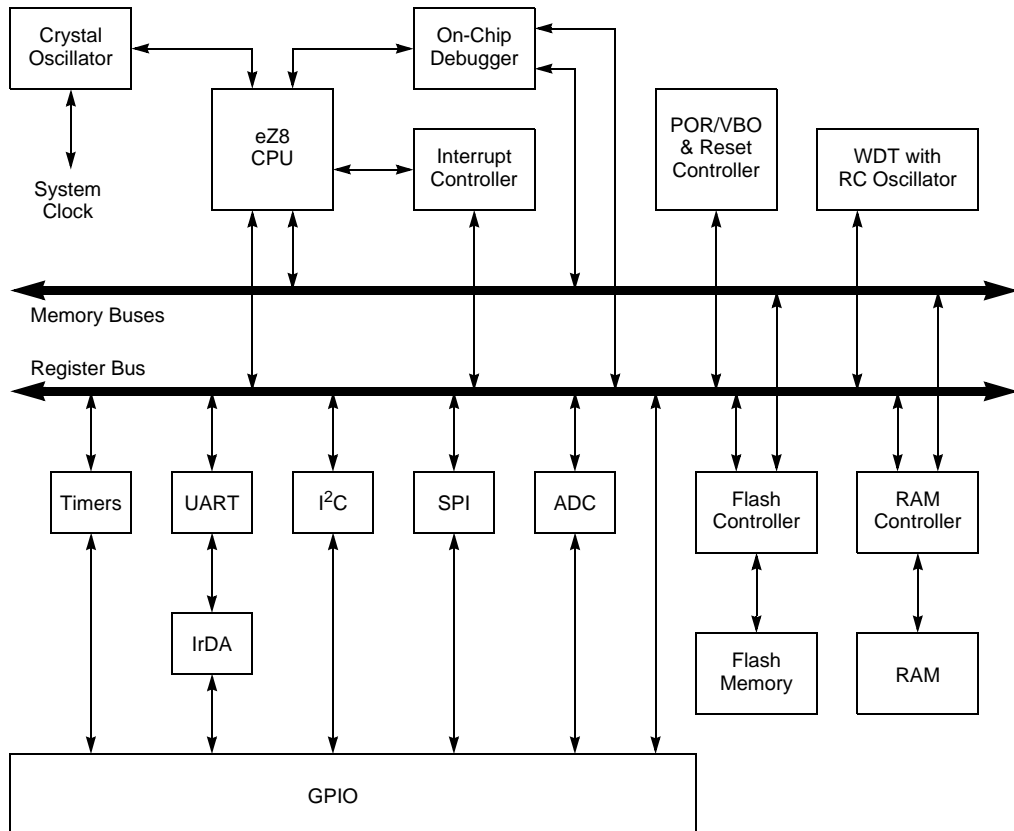 Crystal
Oscillator
On-Chip
Debugger
eZ8
CPU
Interrupt
Controller
POR/VBO
& Reset
Controller
WDT with
RC Oscillator
System
Clock
Memory Buses
Register Bus
Timers
UART
I²C
SPI
ADC
Flash
Controller
RAM
Controller
IrDA
Flash
Memory
RAM
GPIO